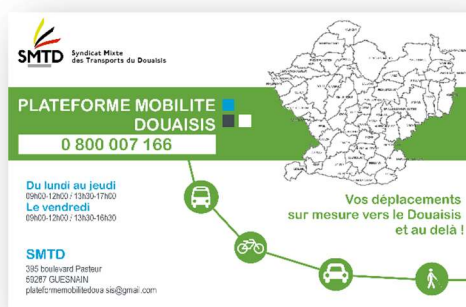 SMTD
Syndicat Mixte
des Transports du Douaisis
PLATEFORME MOBILITE
DOUAISIS
0 800 007 166
Du lundi au jeudi
09h00-12h00 / 13h30-17h00
Le vendredi
09h00-12h00 / 13h30-16h30
SMTD
395 boulevard Pasteur
59287 GUESNAIN
plateformemobilitedouaisis@gmail.com
Vos déplacements
sur mesure vers le Douaisis
et au delà !